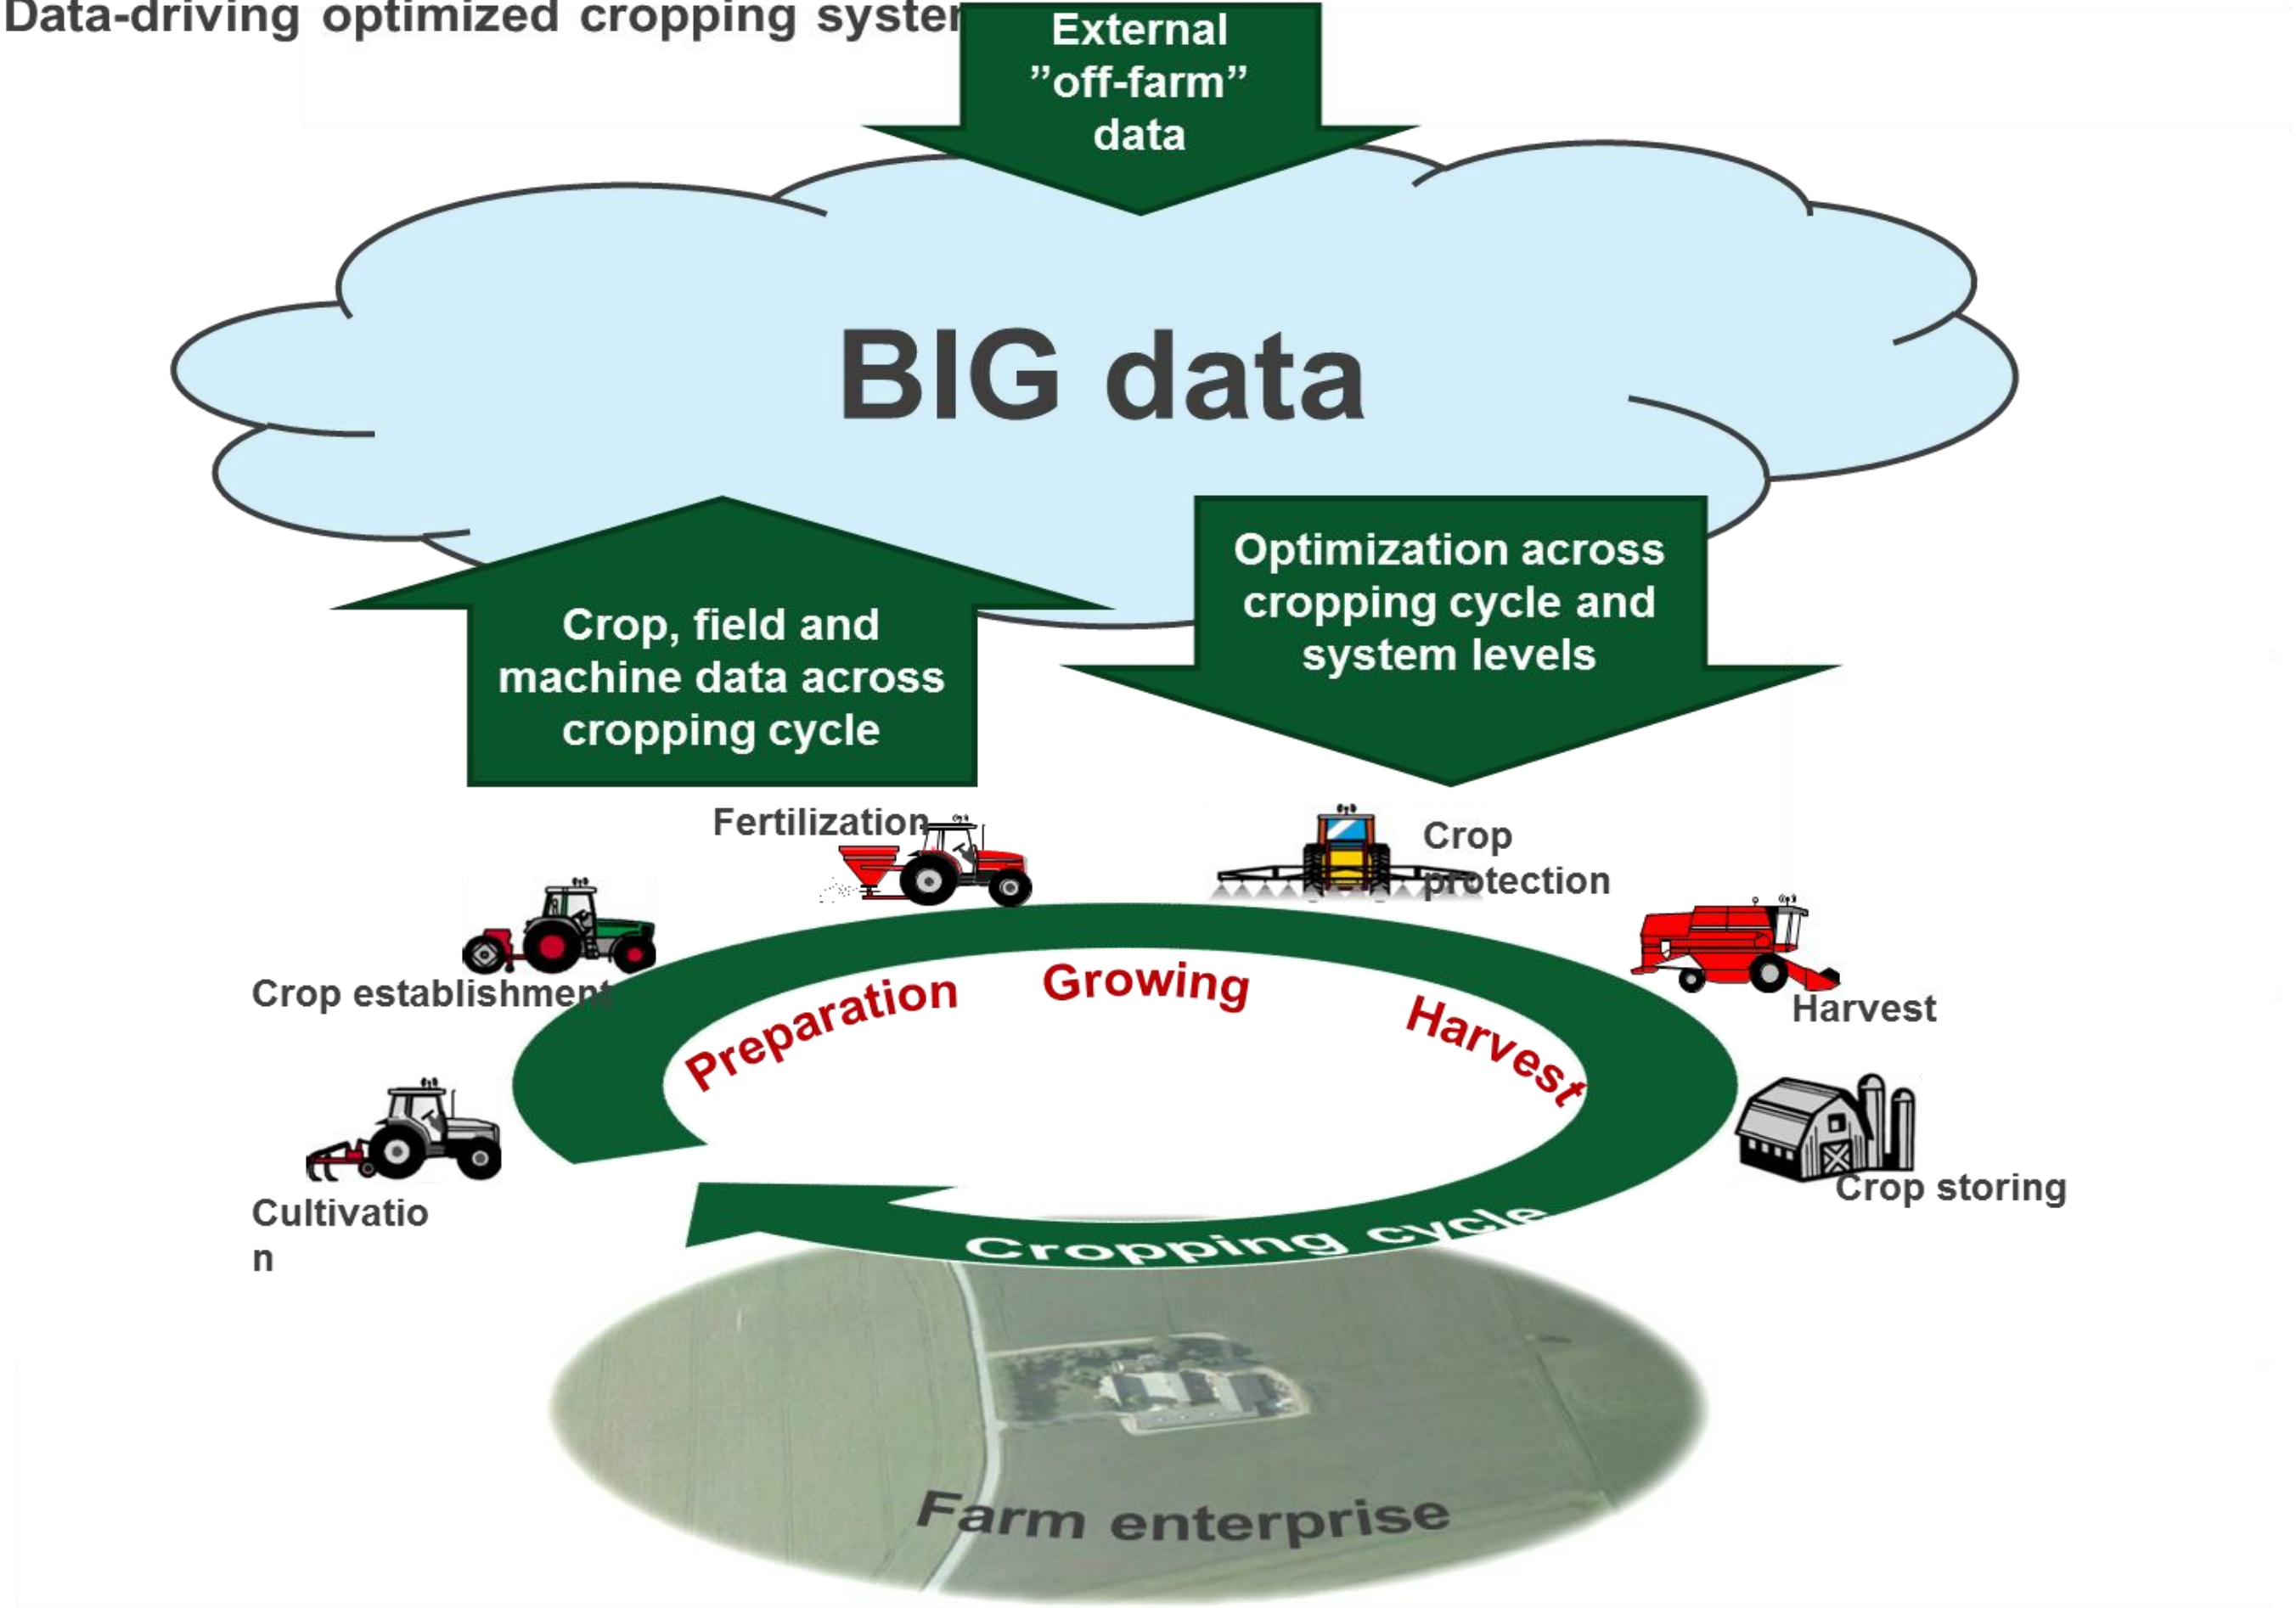 Data-driving optimized cropping system
External
”off-farm”
data
BIG data
Optimization across
cropping cycle and
system levels
Crop, field and
machine data across
cropping cycle
Fertilization
Crop
protection
Crop establishment
Harvest
Preparation
Growing
Harvest
Cultivatio
n
Crop storing
Cropping cycle
Farm enterprise